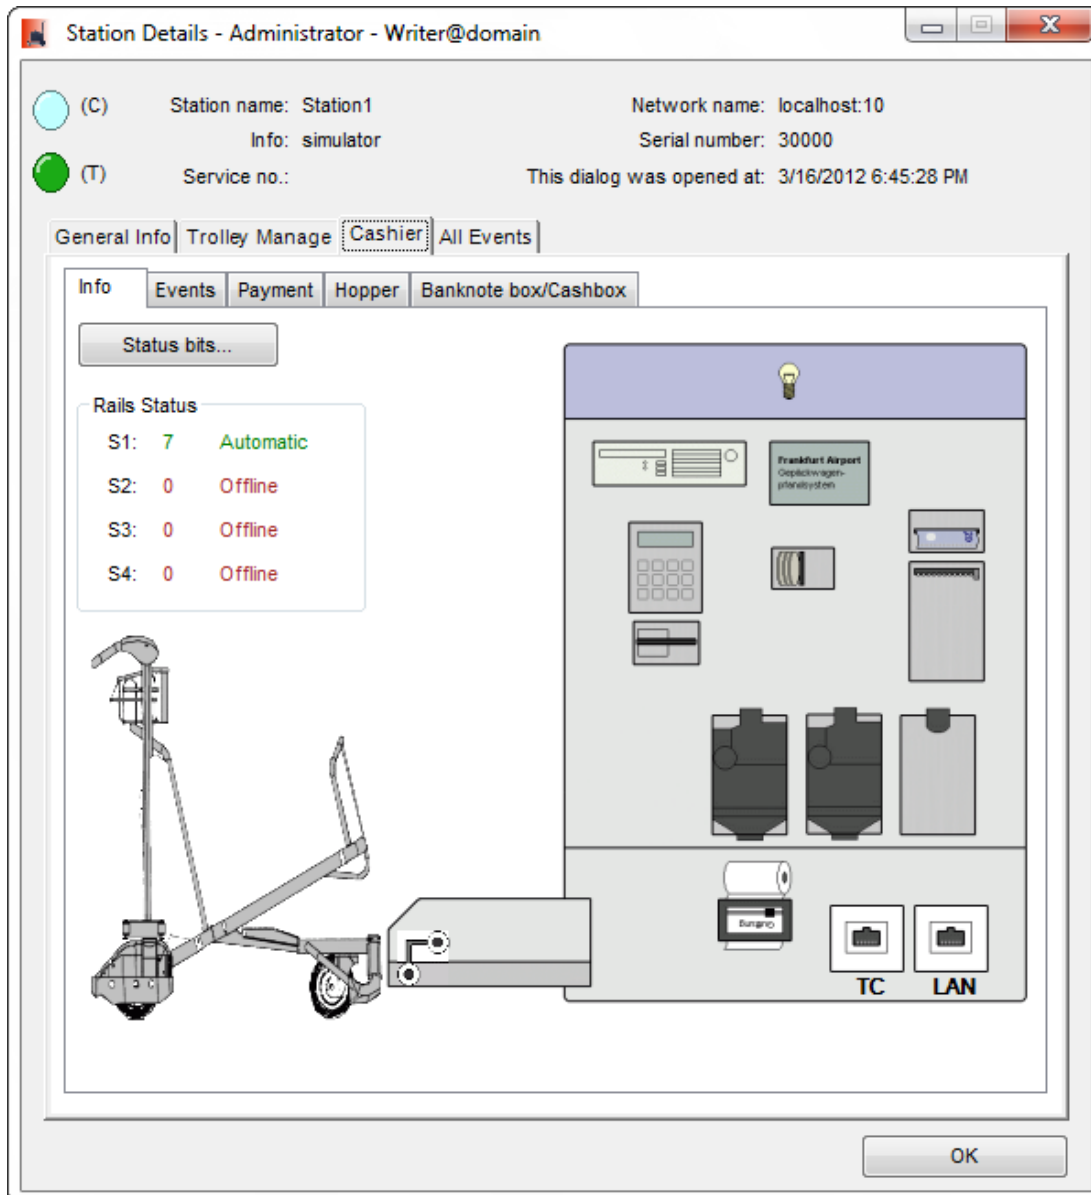 Station Details - Administrator - Writer@domain
(C) Station name: Station1 Network name: localhost:10
Info: simulator Serial number: 30000
(T) Service no.: This dialog was opened at: 3/16/2012 6:45:28 PM
General Info Trolley Manage Cashier All Events
Info Events Payment Hopper Banknote box/Cashbox
Status bits...
Rails Status
S1: 7 Automatic
S2: 0 Offline
S3: 0 Offline
S4: 0 Offline
Frankfurt Airport
Gepäckwagen-
pfandsystem
Quittung
TC LAN
OK